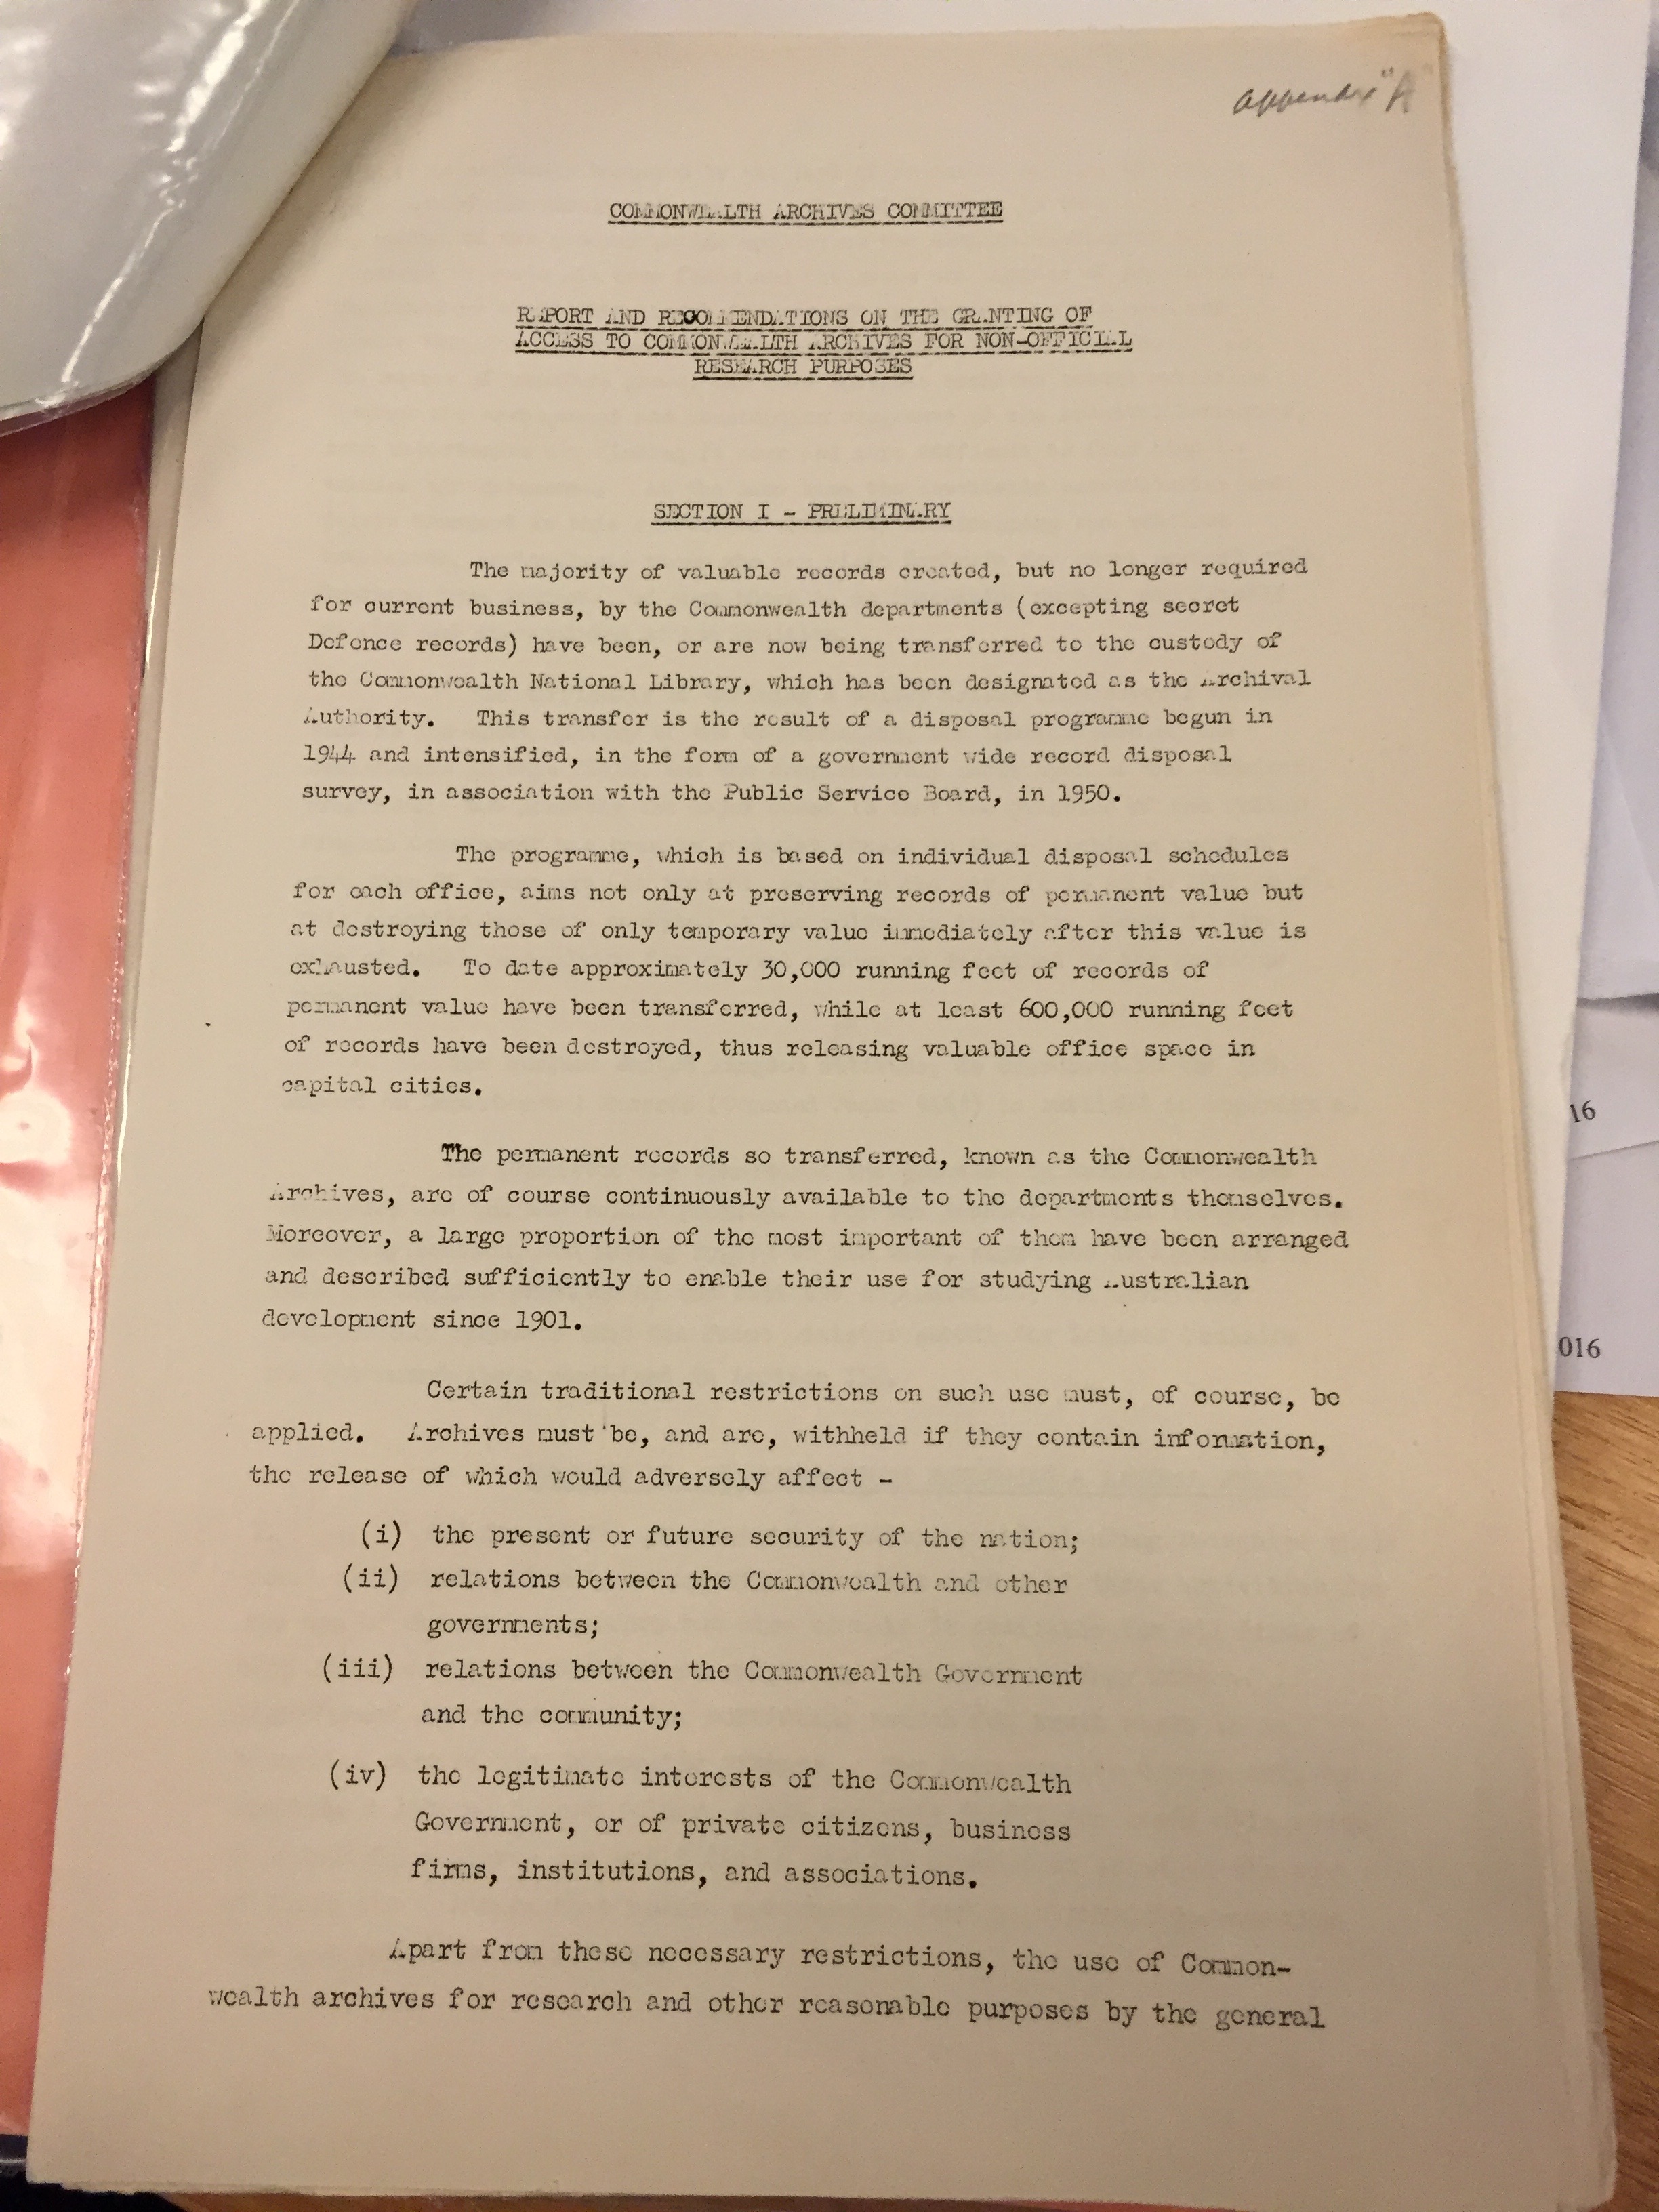 appendix "A"
COMMONWEALTH ARCHIVES COMMITTEE
REPORT AND RECOMMENDATIONS ON THE GRANTING OF
ACCESS TO COMMONWEALTH ARCHIVES FOR NON-OFFICIAL
RESEARCH PURPOSES
SECTION I - PRELIMINARY
The majority of valuable records created, but no longer required
for current business, by the Commonwealth departments (excepting secret
Defence records) have been, or are now being transferred to the custody of
the Commonwealth National Library, which has been designated as the Archival
Authority. This transfer is the result of a disposal programme begun in
1944 and intensified, in the form of a government wide record disposal
survey, in association with the Public Service Board, in 1950.
The programme, which is based on individual disposal schedules
for each office, aims not only at preserving records of permanent value but
at destroying those of only temporary value immediately after this value is
exhausted. To date approximately 30,000 running feet of records of
permanent value have been transferred, while at least 600,000 running feet
of records have been destroyed, thus releasing valuable office space in
capital cities.
The permanent records so transferred, known as the Commonwealth
Archives, are of course continuously available to the departments themselves.
Moreover, a large proportion of the most important of them have been arranged
and described sufficiently to enable their use for studying Australian
development since 1901.
Certain traditional restrictions on such use must, of course, be
applied. Archives must be, and are, withheld if they contain information,
the release of which would adversely affect -
(i) the present or future security of the nation;
(ii) relations between the Commonwealth and other
governments;
(iii) relations between the Commonwealth Government
and the community;
(iv) the legitimate interests of the Commonwealth
Government, or of private citizens, business
firms, institutions, and associations.
Apart from these necessary restrictions, the use of Common-
wealth archives for research and other reasonable purposes by the general
16
016